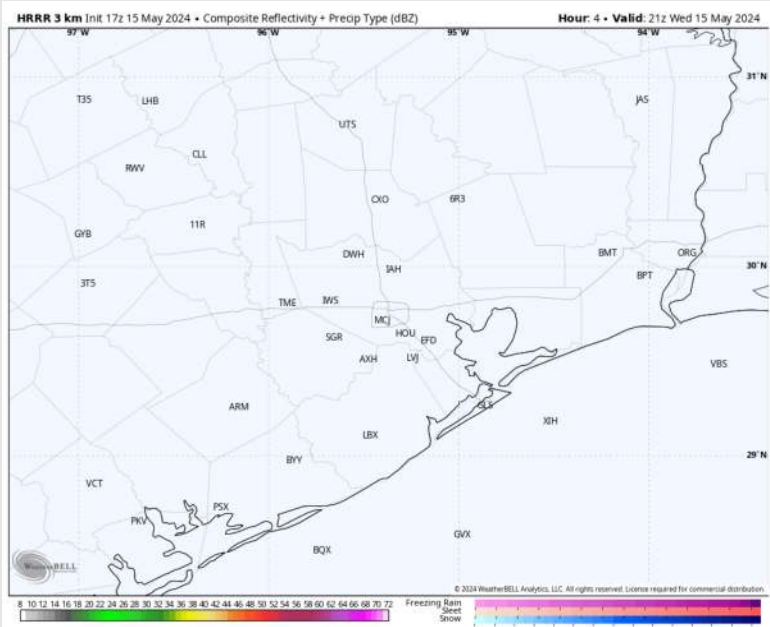 HRRR 3 km Init 17z 15 May 2024 • Composite Reflectivity + Precip Type (dBZ) Hour: 4 • Valid: 21z Wed 15 May 2024
97°W 96°W 95°W 94°W
31°N
T35 LHB JAS
UTS
CLL
RWV
CXO 6R3
11R
GYB
DWH BMT ORG
IAH 30°N
BPT
3T5
TME IWS
MCJ
HOU
SGR EFD
AXH LVJ VBS
GLS
ARM
XIH
LBX
29°N
BYY
VCT
PSX
PKV
GVX
BQX
WeatherBELL
© 2024 WeatherBELL Analytics, LLC. All rights reserved. License required for commercial distribution.
8 10 12 14 16 18 20 22 24 26 28 30 32 34 36 38 40 42 44 46 48 50 52 54 56 58 60 62 64 66 68 70 72
Freezing Rain
Sleet
Snow